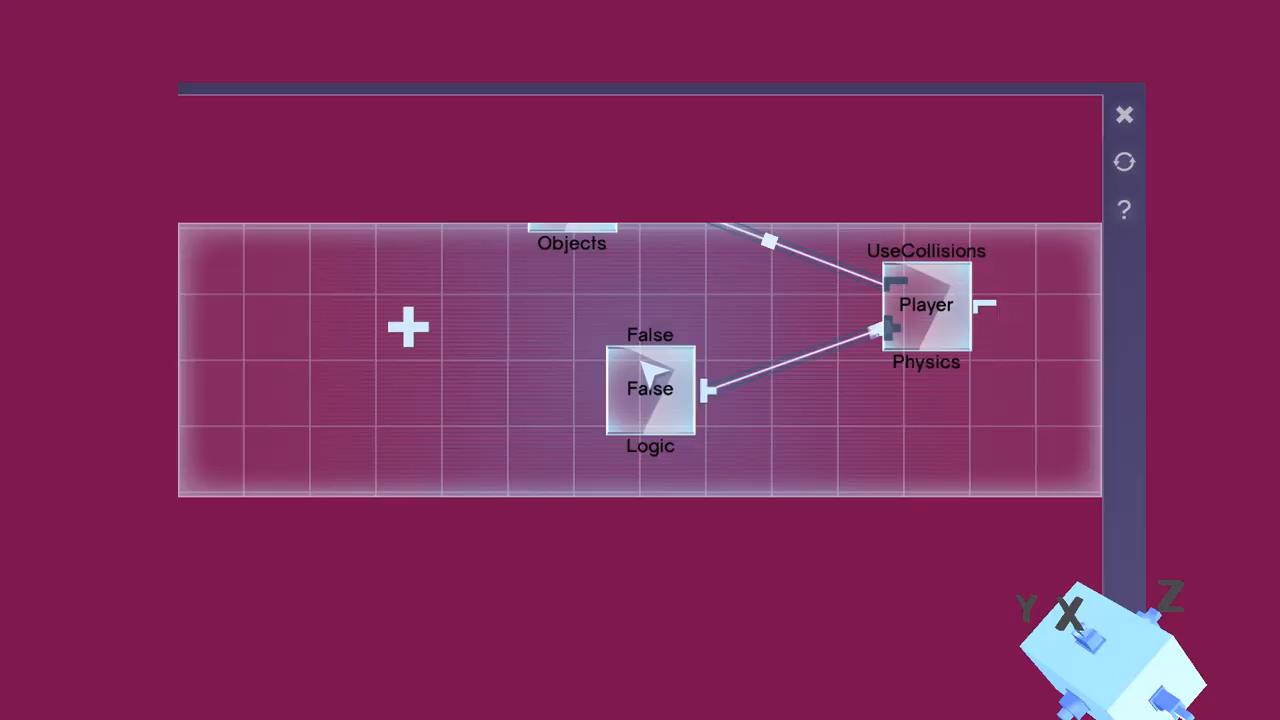 ?
Objects
UseCollisions
Player
Physics
False
False
Logic
Y X Z